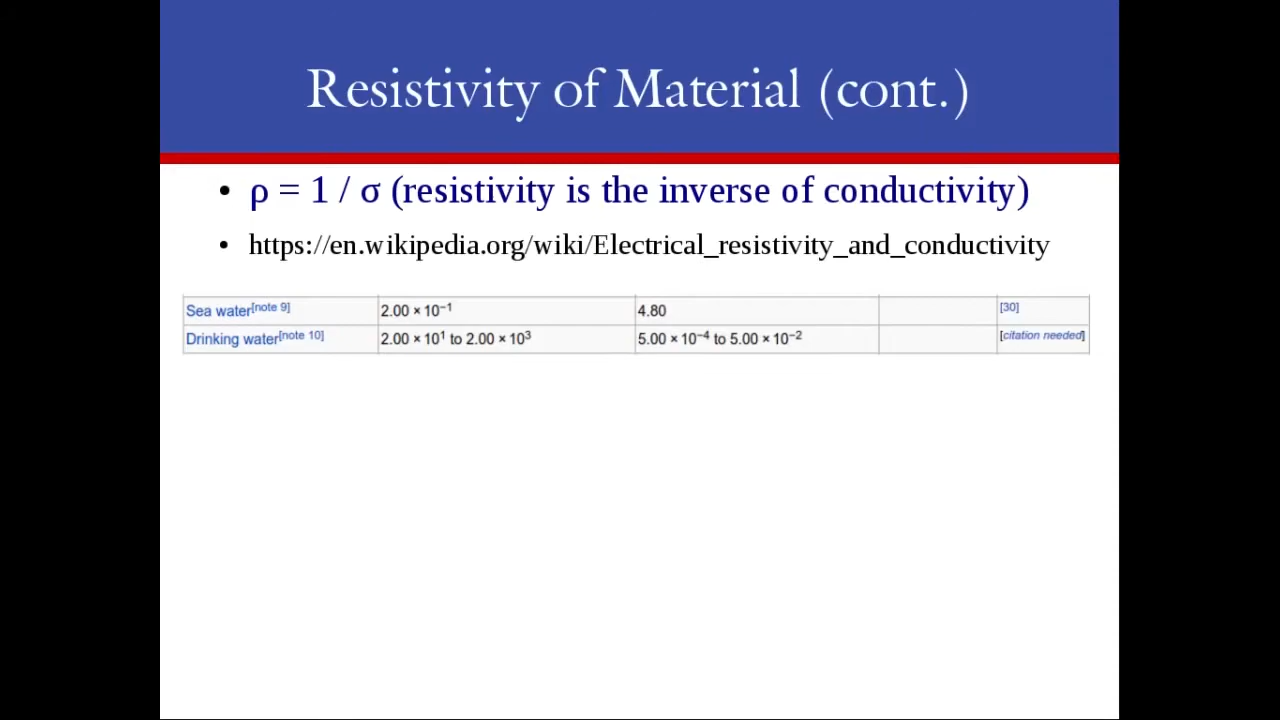 Resistivity of Material (cont.)
• ρ = 1 / σ (resistivity is the inverse of conductivity)
• https://en.wikipedia.org/wiki/Electrical_resistivity_and_conductivity
Sea water[note 9] 2.00 × 10⁻¹ 4.80 [30]
Drinking water[note 10] 2.00 × 10¹ to 2.00 × 10³ 5.00 × 10⁻⁴ to 5.00 × 10⁻² [citation needed]